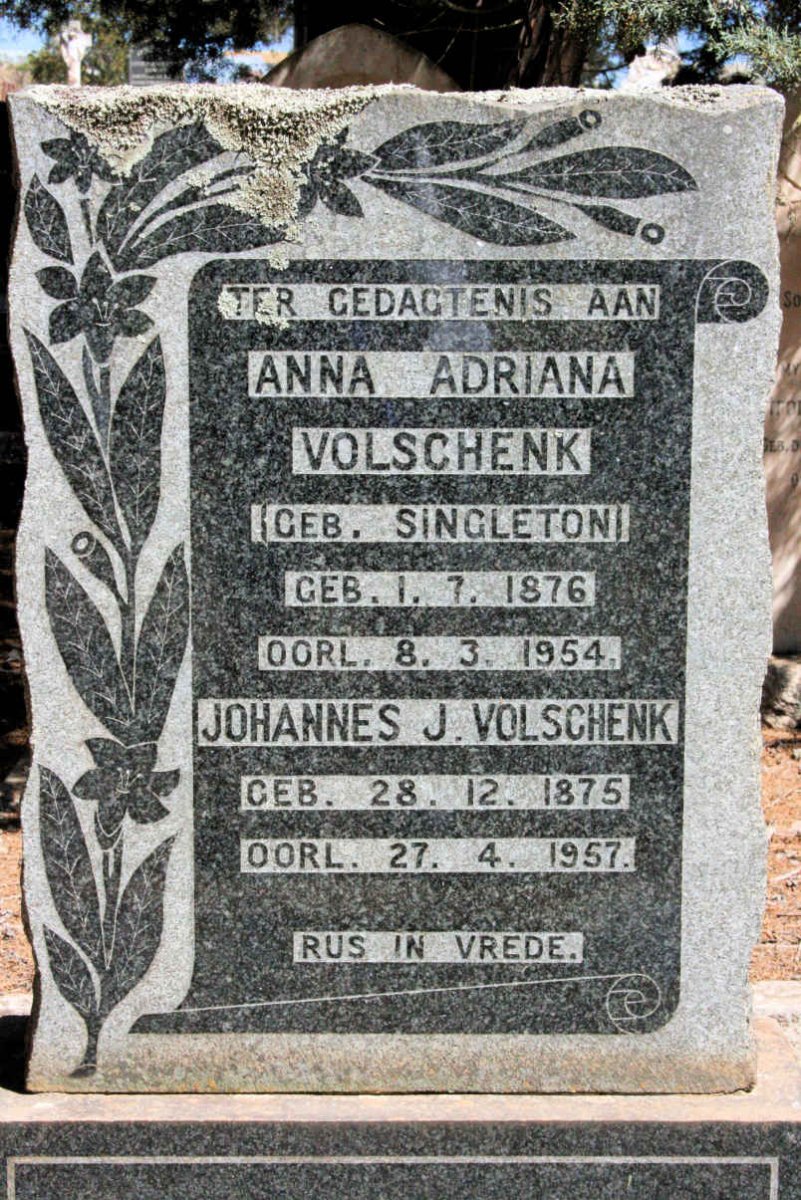 TER GEDAGTENIS AAN
ANNA ADRIANA
VOLSCHENK
(GEB. SINGLETON)
GEB. 1. 7. 1876
OORL. 8. 3. 1954.
JOHANNES J. VOLSCHENK
GEB. 28. 12. 1875
OORL. 27. 4. 1957.
RUS IN VREDE.